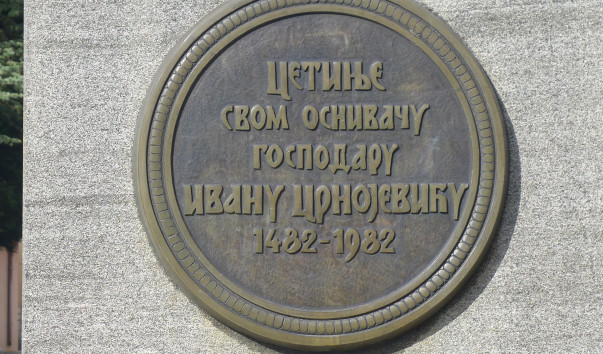 Цетиње
свом оснивачу
господару
Ивану Црнојевићу
1482-1982